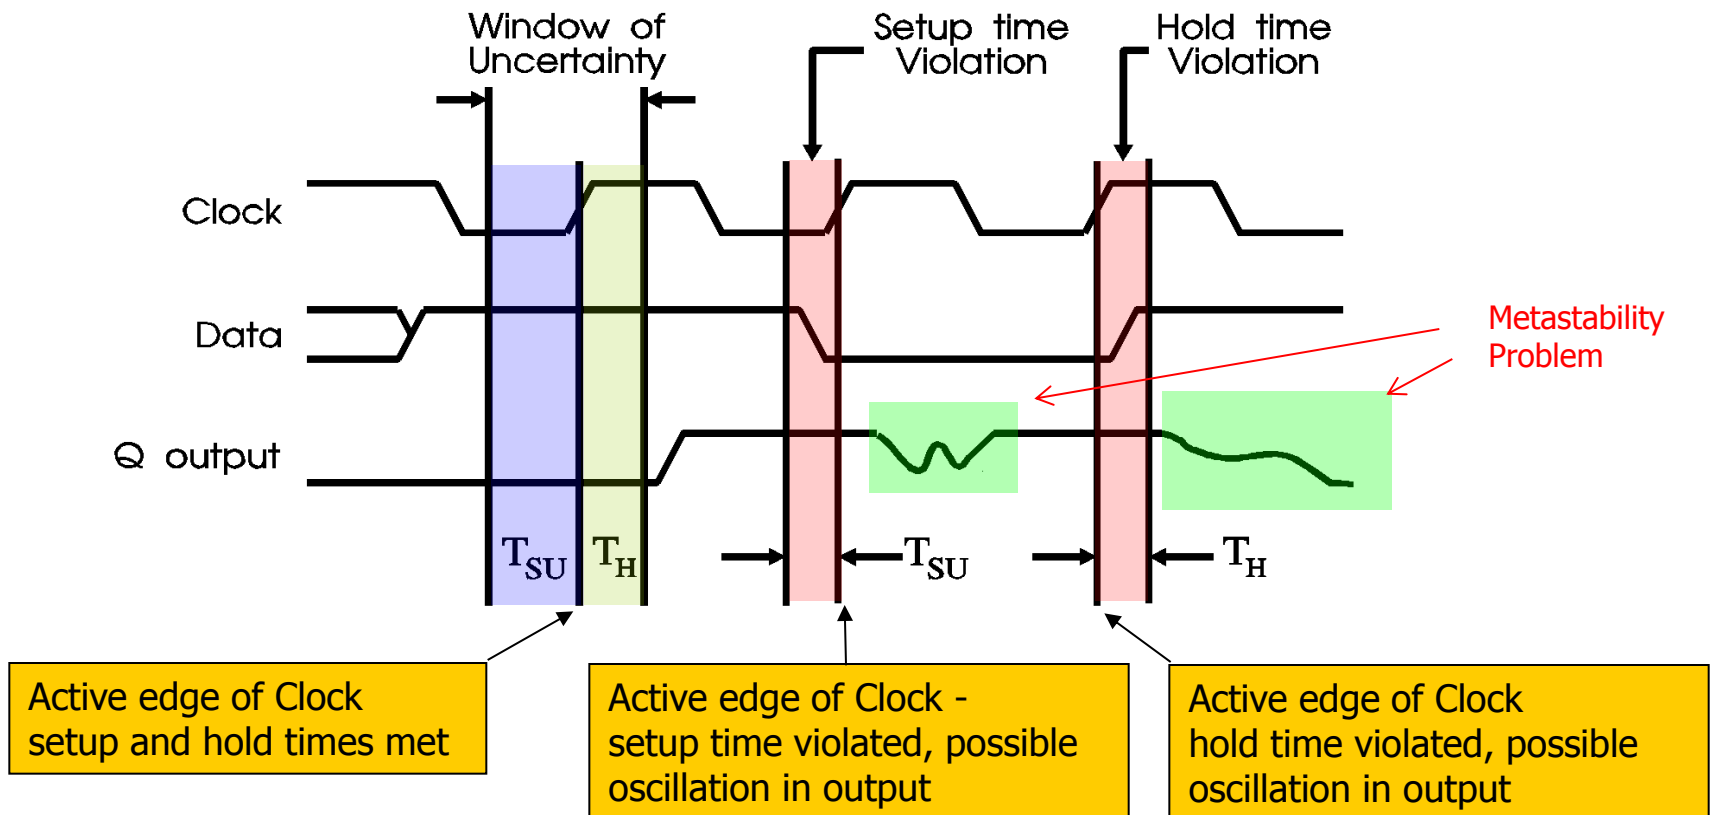 Window of
Uncertainty
Setup time
Violation
Hold time
Violation
Clock
Data
Metastability
Problem
Q output
TSU
TH
TSU
TH
Active edge of Clock
setup and hold times met
Active edge of Clock -
setup time violated, possible
oscillation in output
Active edge of Clock
hold time violated, possible
oscillation in output